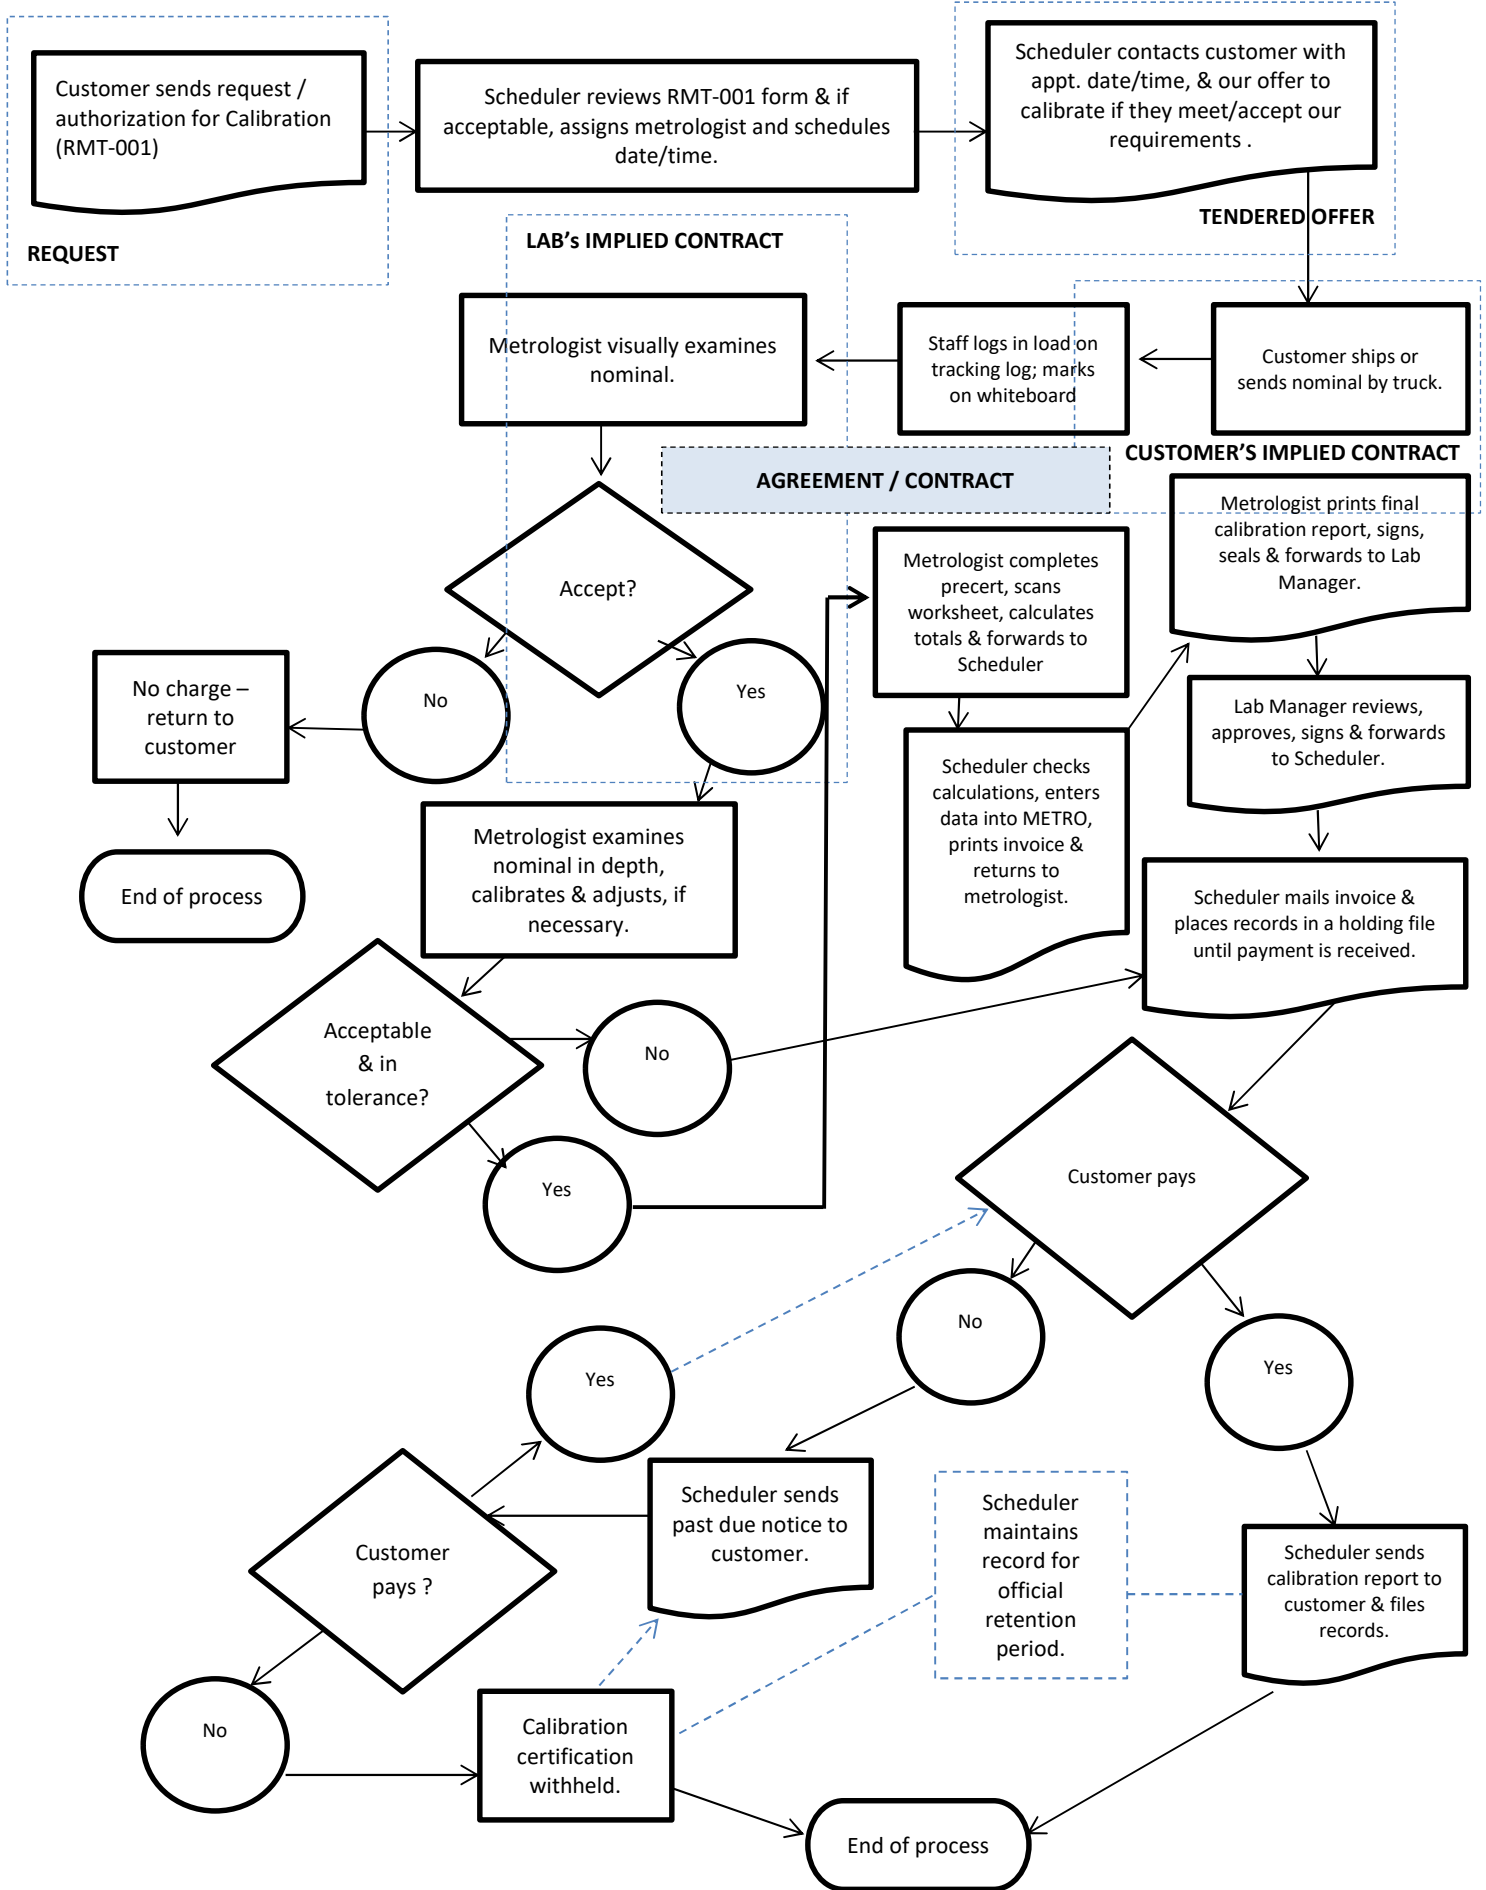 Customer sends request /
authorization for Calibration
(RMT-001)
REQUEST
Scheduler reviews RMT-001 form & if
acceptable, assigns metrologist and schedules
date/time.
Scheduler contacts customer with
appt. date/time, & our offer to
calibrate if they meet/accept our
requirements .
TENDERED OFFER
LAB's IMPLIED CONTRACT
Metrologist visually examines
nominal.
Staff logs in load on
tracking log; marks
on whiteboard
Customer ships or
sends nominal by truck.
CUSTOMER'S IMPLIED CONTRACT
AGREEMENT / CONTRACT
Accept?
No
Yes
No charge –
return to
customer
End of process
Metrologist completes
precert, scans
worksheet, calculates
totals & forwards to
Scheduler
Metrologist prints final
calibration report, signs,
seals & forwards to Lab
Manager.
Lab Manager reviews,
approves, signs & forwards
to Scheduler.
Scheduler checks
calculations, enters
data into METRO,
prints invoice &
returns to
metrologist.
Metrologist examines
nominal in depth,
calibrates & adjusts, if
necessary.
Scheduler mails invoice &
places records in a holding file
until payment is received.
Acceptable
& in
tolerance?
No
Yes
Customer pays
No
Yes
Yes
Customer
pays ?
Scheduler sends
past due notice to
customer.
Scheduler
maintains
record for
official
retention
period.
Scheduler sends
calibration report to
customer & files
records.
No
Calibration
certification
withheld.
End of process